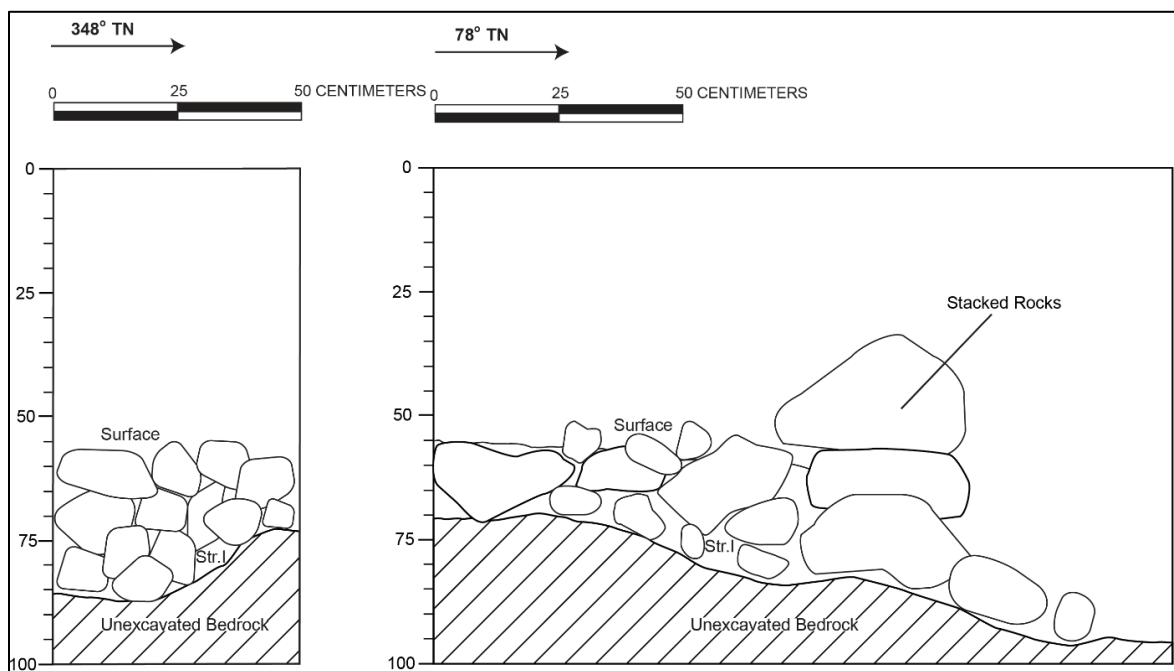 348° TN
0 25 50 CENTIMETERS
78° TN
0 25 50 CENTIMETERS
0
25
50
75
100
Surface
Str.I
Unexcavated Bedrock
0
25
50
75
100
Stacked Rocks
Surface
Str.I
Unexcavated Bedrock